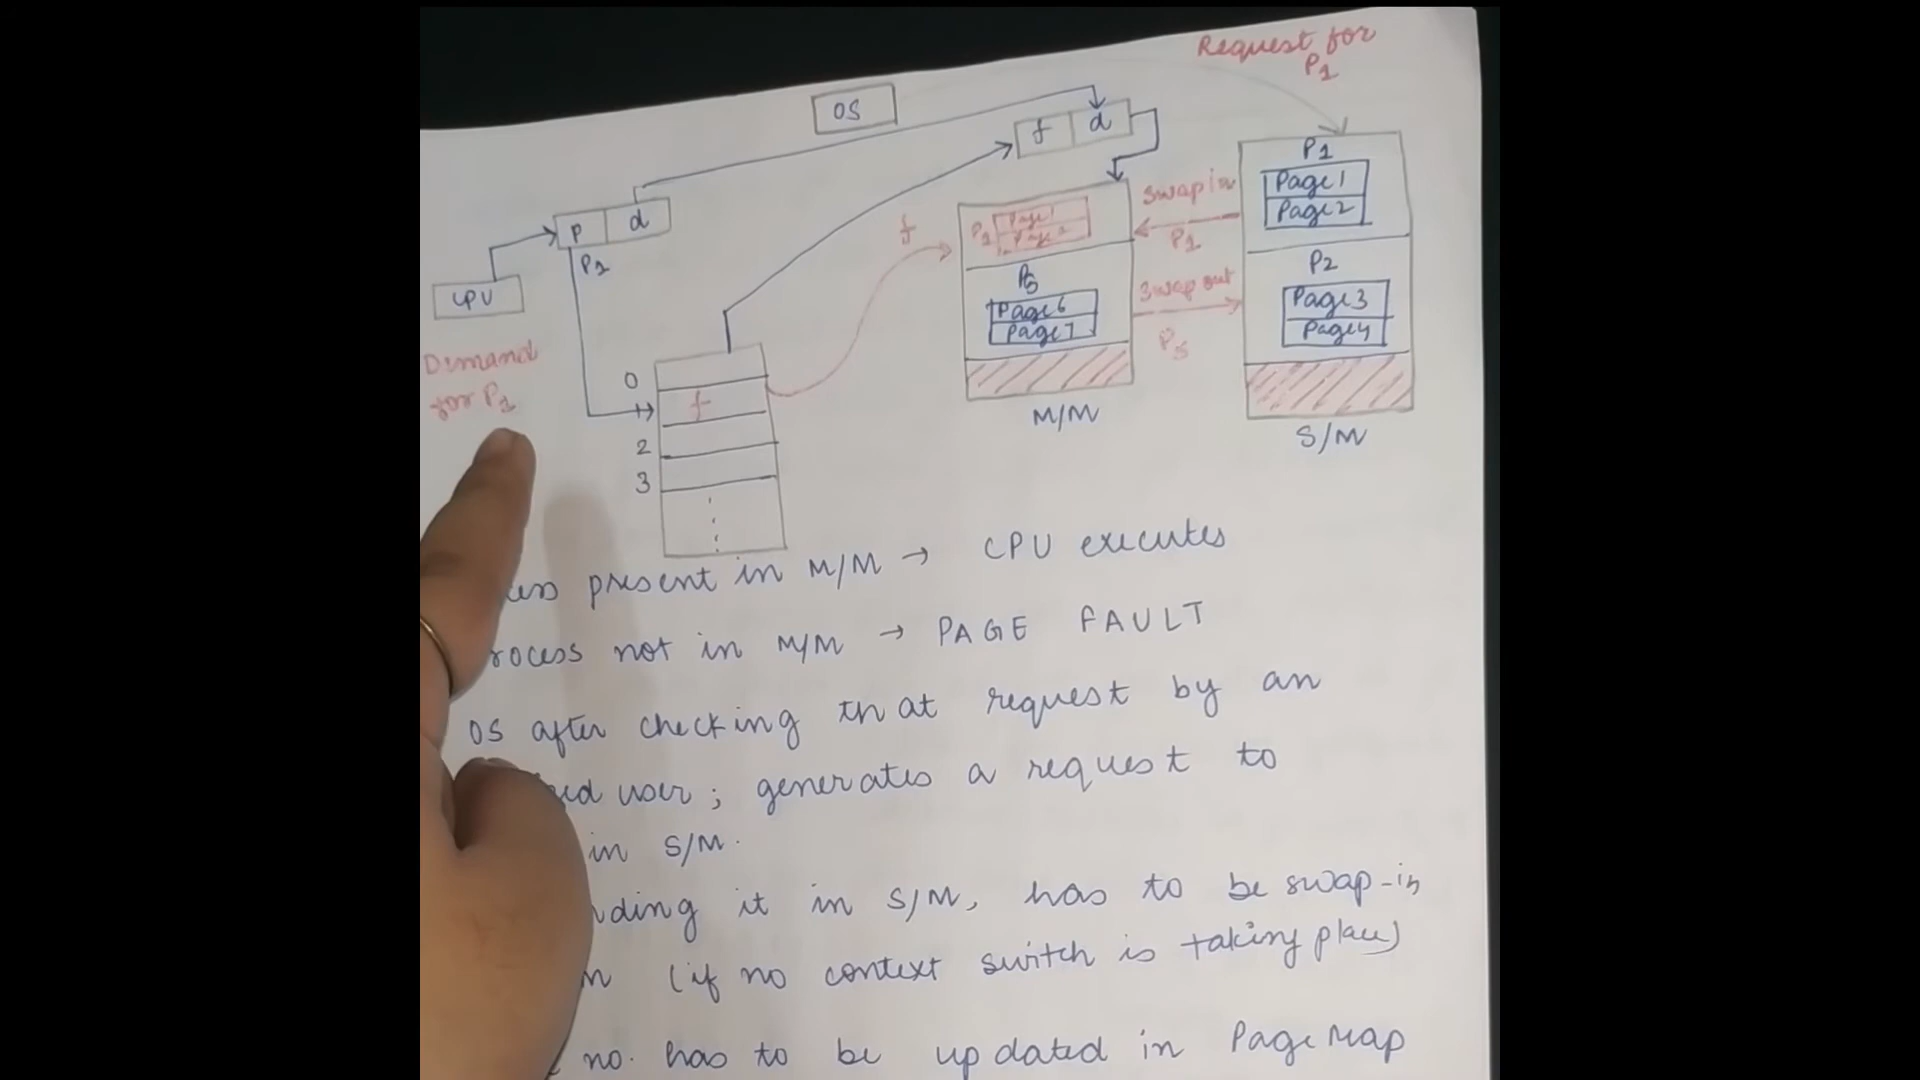 Request for
P1
OS
f d
P d
P1
CPU
Demand
for P1
f
0
f
2
3
P1 Page1
Page2
P5
Page6
Page7
M/M
Swap in
P1
Swap out
P5
P1
Page1
Page2
P2
Page3
Page4
S/M
present in M/M → CPU executes
not in M/M → PAGE FAULT
OS after checking that request by an
user; generates a request to
in S/M.
it in S/M, has to be swap-in
(if no context switch is taking place)
no. has to be updated in Page Map